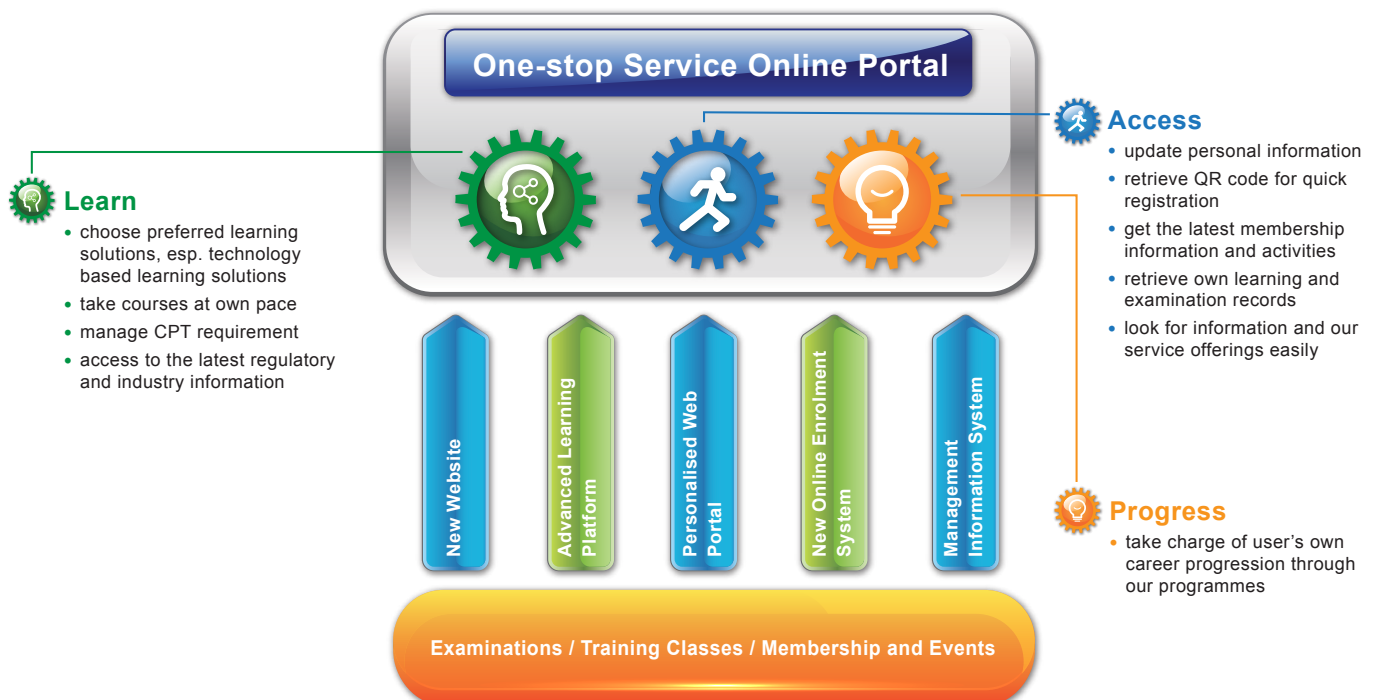 One-stop Service Online Portal
Learn
• choose preferred learning
solutions, esp. technology
based learning solutions
• take courses at own pace
• manage CPT requirement
• access to the latest regulatory
and industry information
Access
• update personal information
• retrieve QR code for quick
registration
• get the latest membership
information and activities
• retrieve own learning and
examination records
• look for information and our
service offerings easily
New Website
Advanced Learning
Platform
Personalised Web
Portal
New Online Enrolment
System
Management
Information System
Progress
• take charge of user’s own
career progression through
our programmes
Examinations / Training Classes / Membership and Events